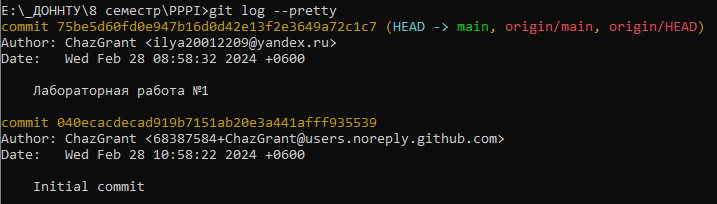 E:\_ДОННТУ\8 семестр\РРPI>git log --pretty
commit 75be5d60fd0e947b16d0d42e13f2e3649a72c1c7 (HEAD -> main, origin/main, origin/HEAD)
Author: ChazGrant <ilya20012209@yandex.ru>
Date:   Wed Feb 28 08:58:32 2024 +0600
Лабораторная работа №1
commit 040ecacdecad919b7151ab20e3a441afff935539
Author: ChazGrant <68387584+ChazGrant@users.noreply.github.com>
Date:   Wed Feb 28 10:58:22 2024 +0600
Initial commit